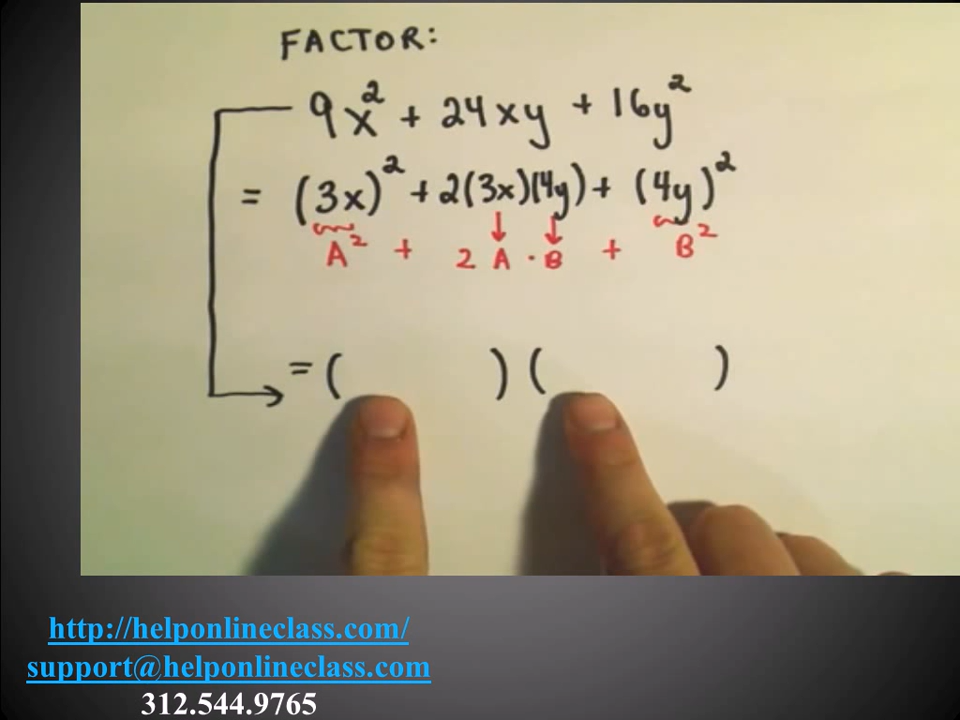 FACTOR:
9x² + 24xy + 16y²
= (3x)² + 2(3x)(4y) + (4y)²
A² + 2 A · B + B²
= ( ) ( )
http://helponlineclass.com/
support@helponlineclass.com
312.544.9765